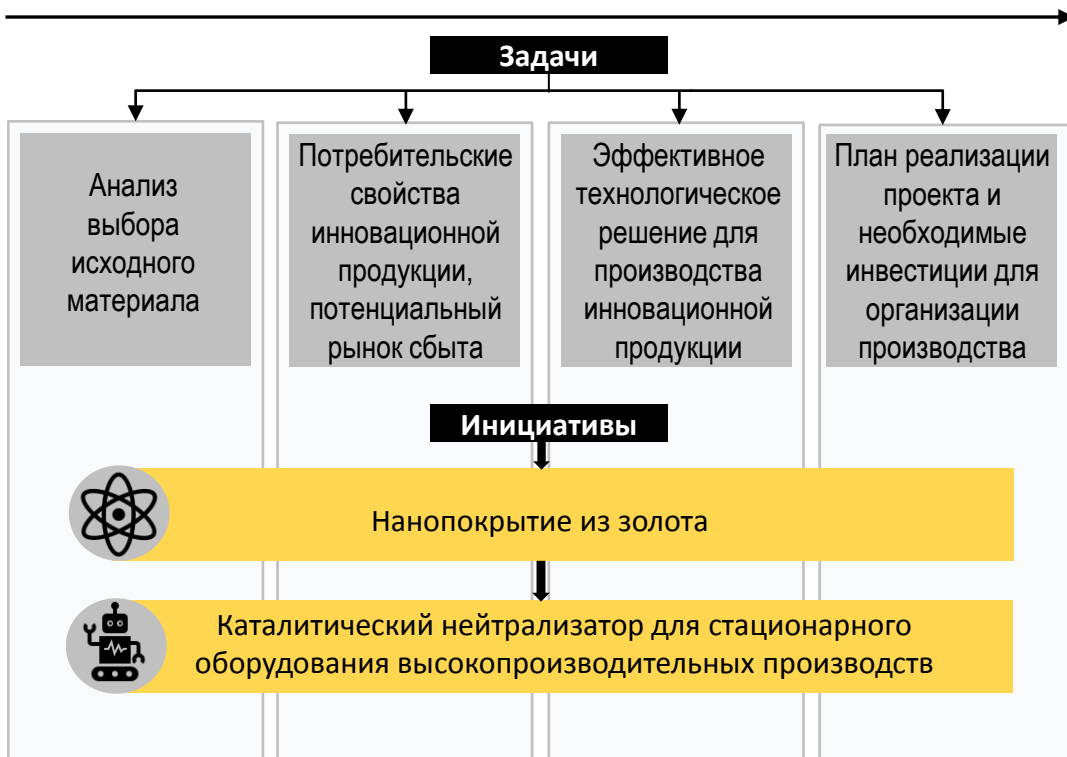 Задачи
Анализ
выбора
исходного
материала
Потребительские
свойства
инновационной
продукции,
потенциальный
рынок сбыта
Эффективное
технологическое
решение для
производства
инновационной
продукции
План реализации
проекта и
необходимые
инвестиции для
организации
производства
Инициативы
Нанопокрытие из золота
Каталитический нейтрализатор для стационарного
оборудования высокопроизводительных производств